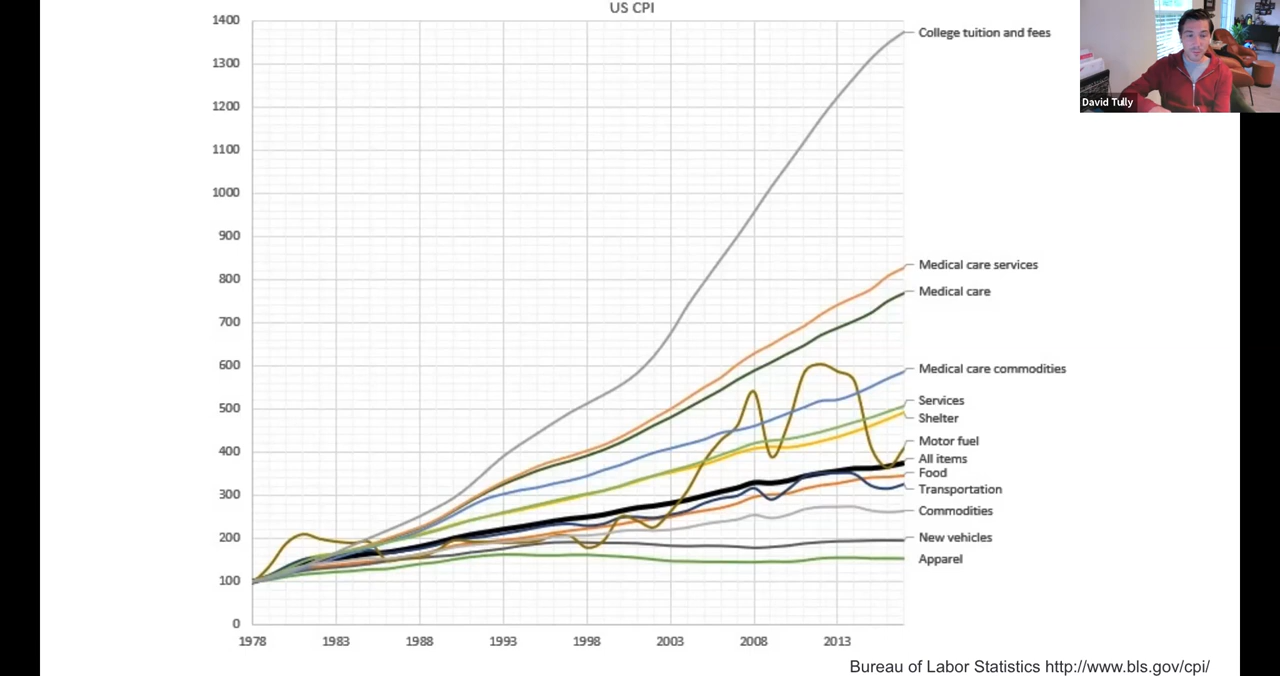 US CPI
1400
1300
1200
1100
1000
900
800
700
600
500
400
300
200
100
0
1978 1983 1988 1993 1998 2003 2008 2013
College tuition and fees
Medical care services
Medical care
Medical care commodities
Services
Shelter
Motor fuel
All items
Food
Transportation
Commodities
New vehicles
Apparel
David Tully
Bureau of Labor Statistics http://www.bls.gov/cpi/